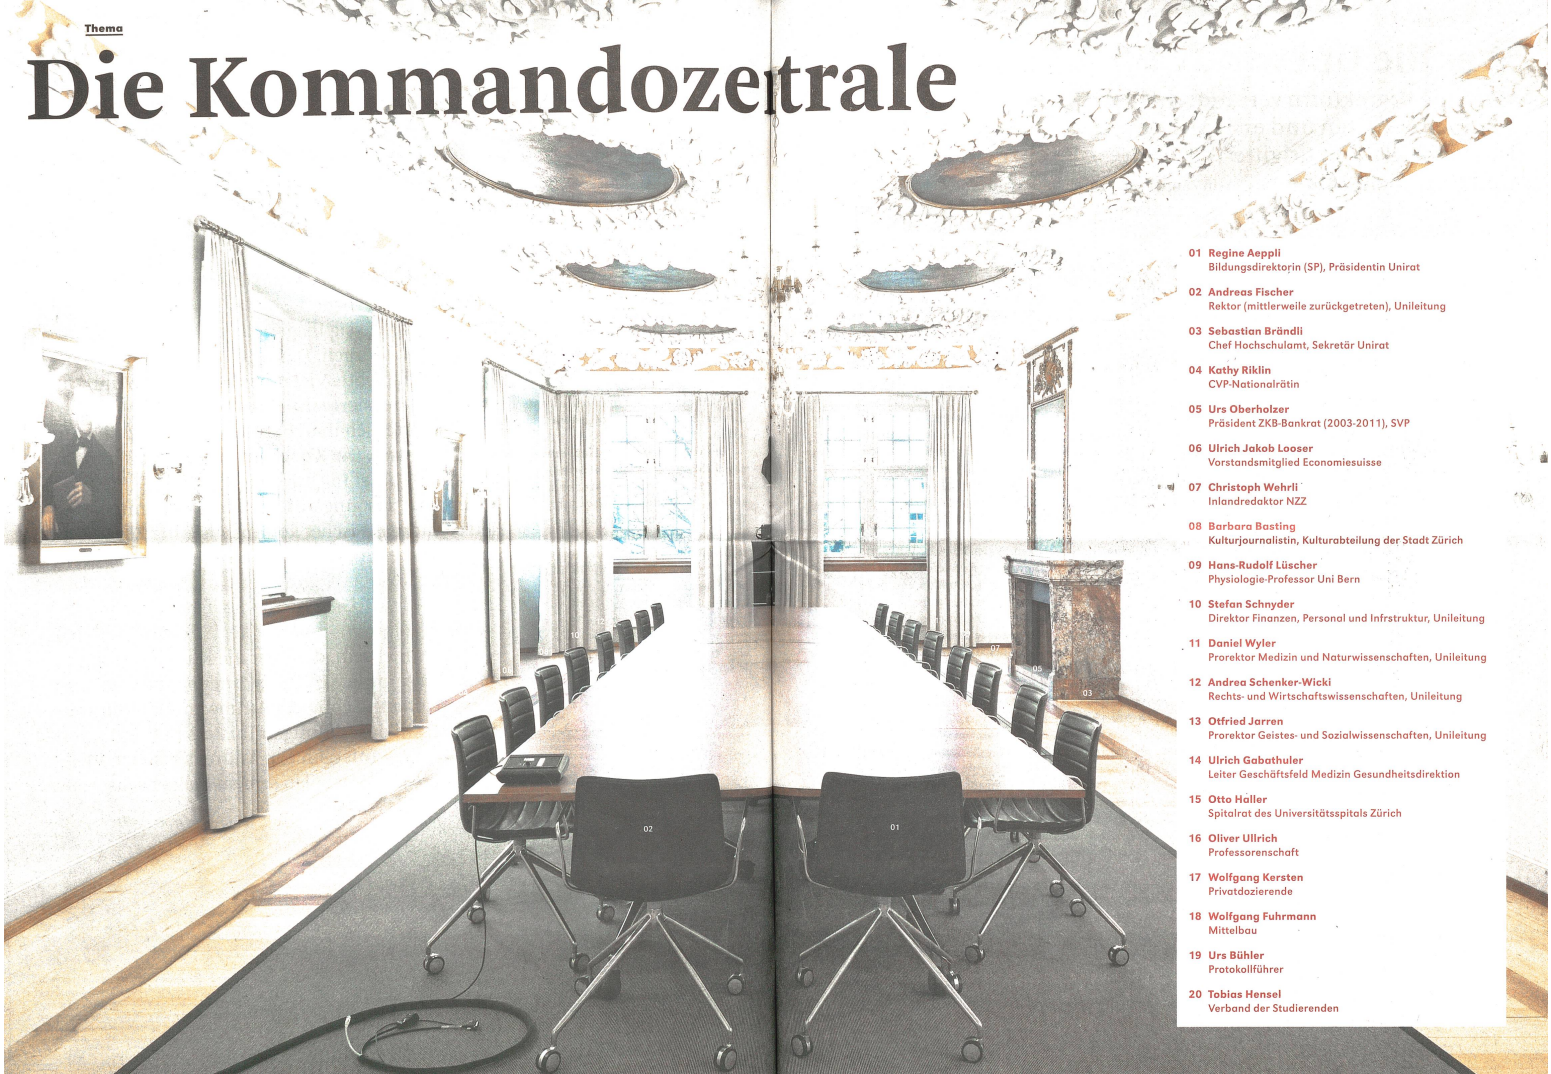 Thema
Die Kommandozentrale
01 Regine Aeppli
Bildungsdirektorin (SP), Präsidentin Unirat
02 Andreas Fischer
Rektor (mittlerweile zurückgetreten), Unileitung
03 Sebastian Brändli
Chef Hochschulamt, Sekretär Unirat
04 Kathy Riklin
CVP-Nationalrätin
05 Urs Oberholzer
Präsident ZKB-Bankrat (2003-2011), SVP
06 Ulrich Jakob Looser
Vorstandsmitglied Economiesuisse
07 Christoph Wehrli
Inlandredaktor NZZ
08 Barbara Basting
Kulturjournalistin, Kulturabteilung der Stadt Zürich
09 Hans-Rudolf Lüscher
Physiologie-Professor Uni Bern
10 Stefan Schnyder
Direktor Finanzen, Personal und Infrstruktur, Unileitung
11 Daniel Wyler
Prorektor Medizin und Naturwissenschaften, Unileitung
12 Andrea Schenker-Wicki
Rechts- und Wirtschaftswissenschaften, Unileitung
13 Otfried Jarren
Prorektor Geistes- und Sozialwissenschaften, Unileitung
14 Ulrich Gabathuler
Leiter Geschäftsfeld Medizin Gesundheitsdirektion
15 Otto Haller
Spitalrat des Universitätsspitals Zürich
16 Oliver Ullrich
Professorenschaft
17 Wolfgang Kersten
Privatdozierende
18 Wolfgang Fuhrmann
Mittelbau
19 Urs Bühler
Protokollführer
20 Tobias Hensel
Verband der Studierenden
10
07
05
03
02
01